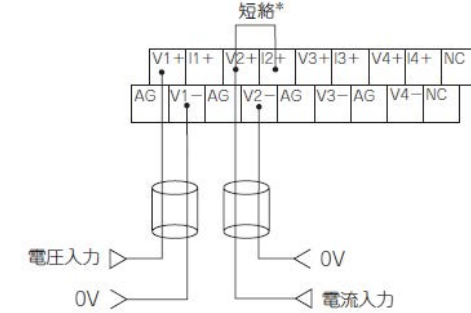 短絡*
V1+ I1+ V2+ I2+ V3+ I3+ V4+ I4+ NC
AG V1− AG V2− AG V3− AG V4− NC
電圧入力 0V
0V 電流入力